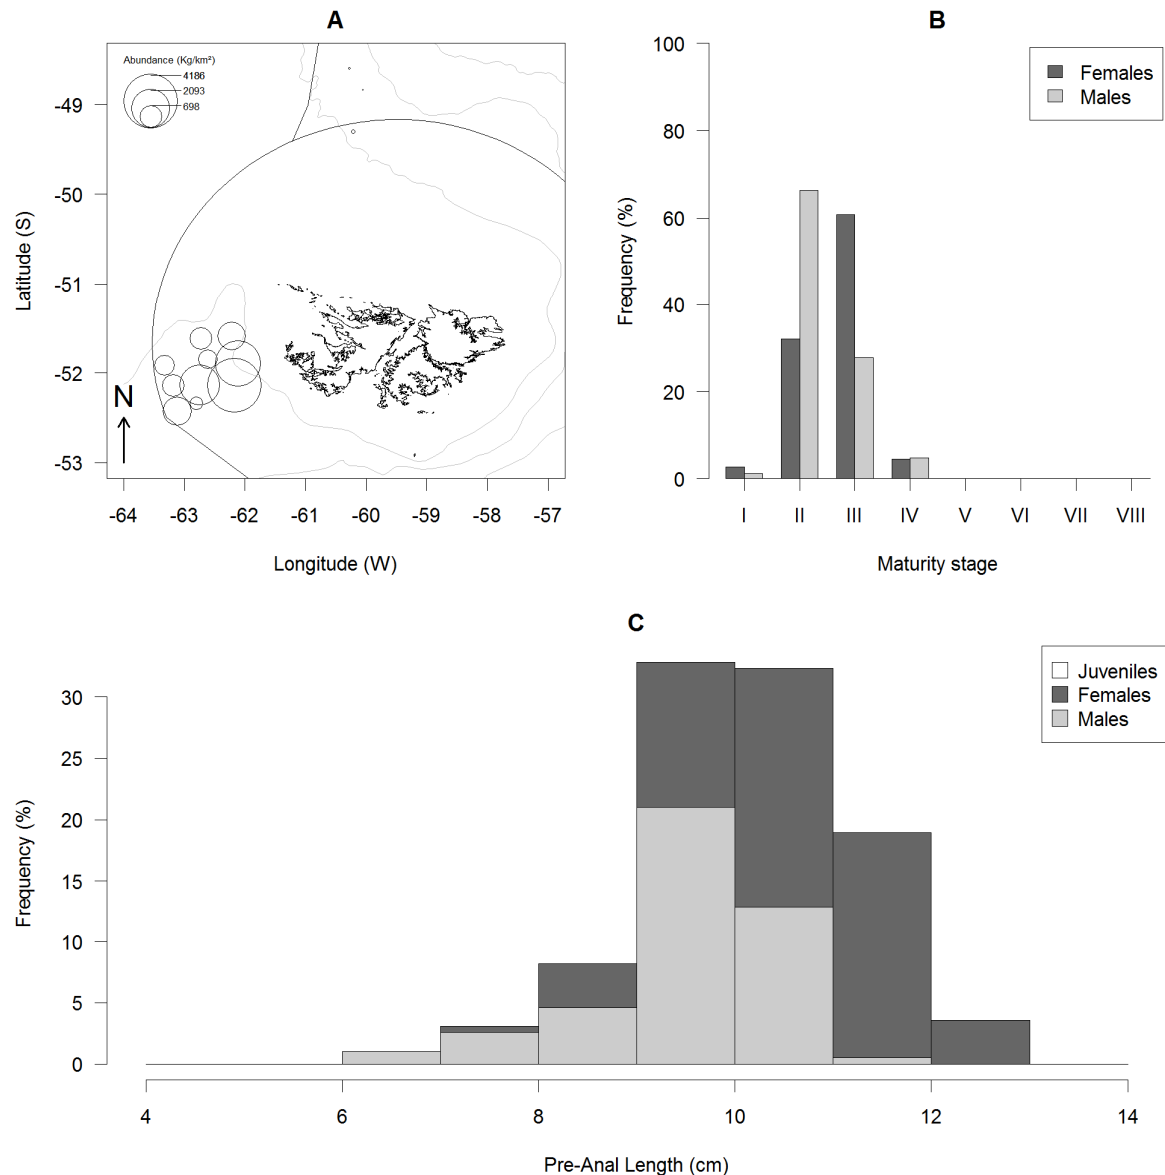 A
Abundance (Kg/km²)
4186
2093
698
-49
-50
-51
-52
-53
Latitude (S)
N
-64 -63 -62 -61 -60 -59 -58 -57
Longitude (W)
B
100
80
60
40
20
0
Frequency (%)
Females
Males
I II III IV V VI VII VIII
Maturity stage
C
Juveniles
Females
Males
30
25
20
15
10
5
0
Frequency (%)
4 6 8 10 12 14
Pre-Anal Length (cm)